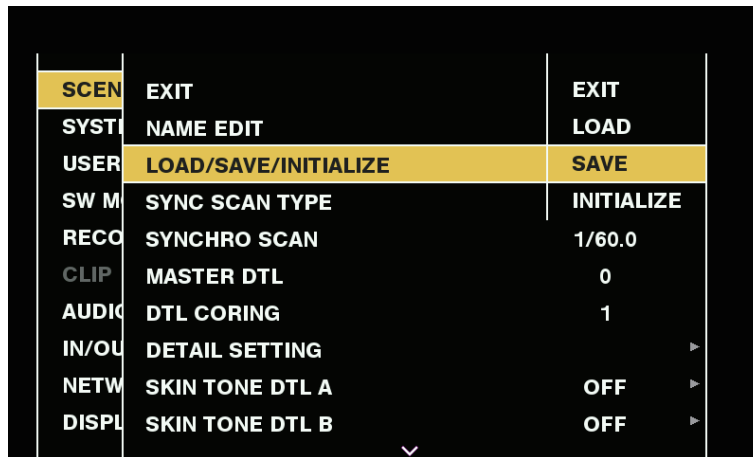 SCEN EXIT EXIT
SYST NAME EDIT LOAD
USER LOAD/SAVE/INITIALIZE SAVE
SW M SYNC SCAN TYPE INITIALIZE
RECO SYNCHRO SCAN 1/60.0
CLIP MASTER DTL 0
AUDIO DTL CORING 1
IN/OU DETAIL SETTING
NETW SKIN TONE DTL A OFF
DISPL SKIN TONE DTL B OFF